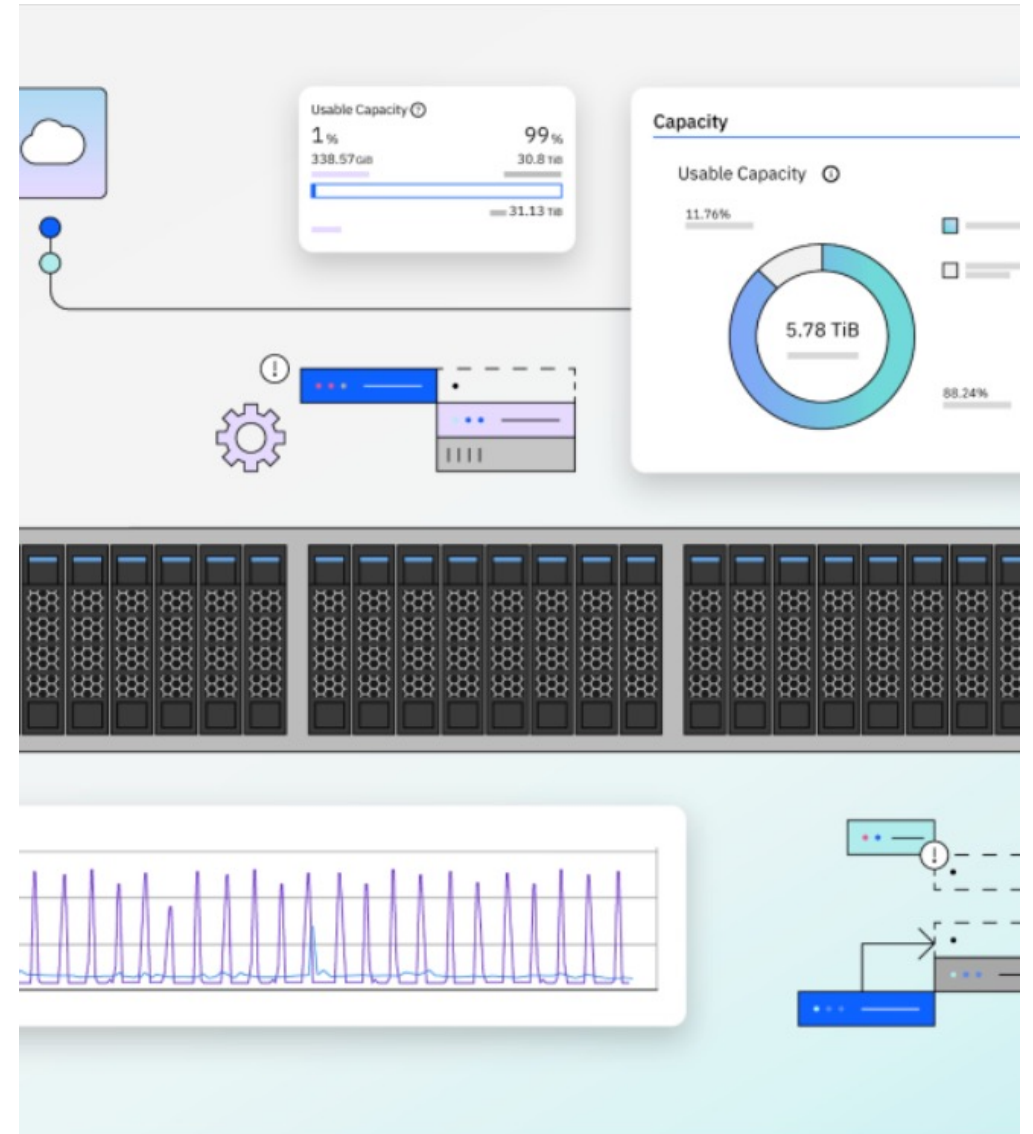 Usable Capacity ?
1% 99%
338.57GiB 30.8 TiB
31.13 TiB
Capacity
Usable Capacity i
11.76%
5.78 TiB
88.24%